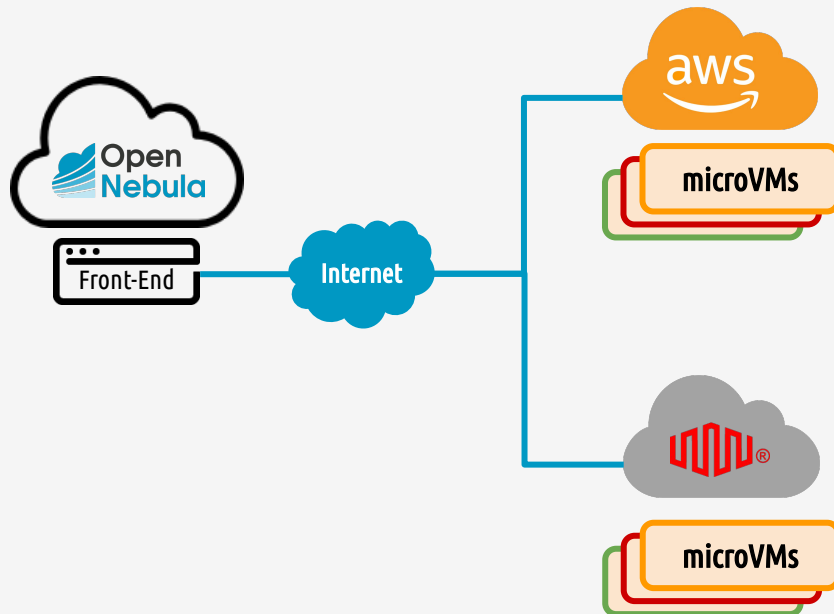 aws
Open
Nebula
microVMs
Front-End
Internet
®
microVMs